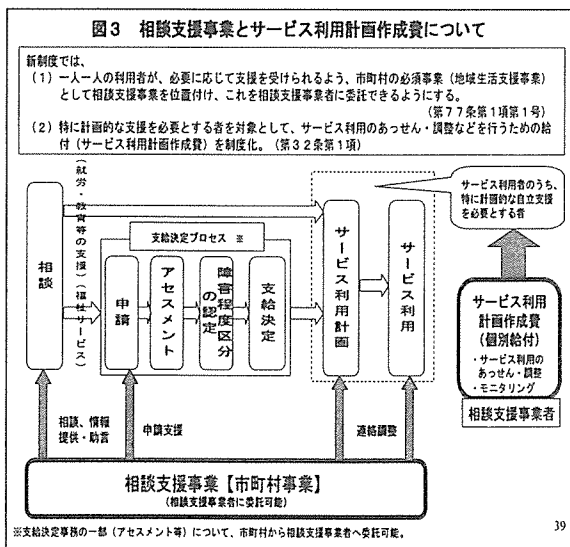 図3 相談支援事業とサービス利用計画作成費について
新制度では、
(1)一人一人の利用者が、必要に応じて支援を受けられるよう、市町村の必須事業(地域生活支援事業)
として相談支援事業を位置付け、これを相談支援事業者に委託できるようにする。
(第77条第1項第1号)
(2)特に計画的な支援を必要とする者を対象として、サービス利用のあっせん・調整などを行うための給
付(サービス利用計画作成費)を制度化。(第32条第1項)
相談
(就労・教育等の支援)
(福祉サービス)
支給決定プロセス ※
申請
アセスメント
障害程度区分
の認定
支給決定
サービス利用計画
サービス利用
サービス利用者のうち、
特に計画的な自立支援
を必要とする者
サービス利用
計画作成費
(個別給付)
・サービス利用の
あっせん・調整
・モニタリング
相談支援事業者
相談、情報
提供・助言
申請支援
連絡調整
相談支援事業【市町村事業】
(相談支援事業者に委託可能)
※支給決定事務の一部(アセスメント等)について、市町村から相談支援事業者へ委託可能。
39